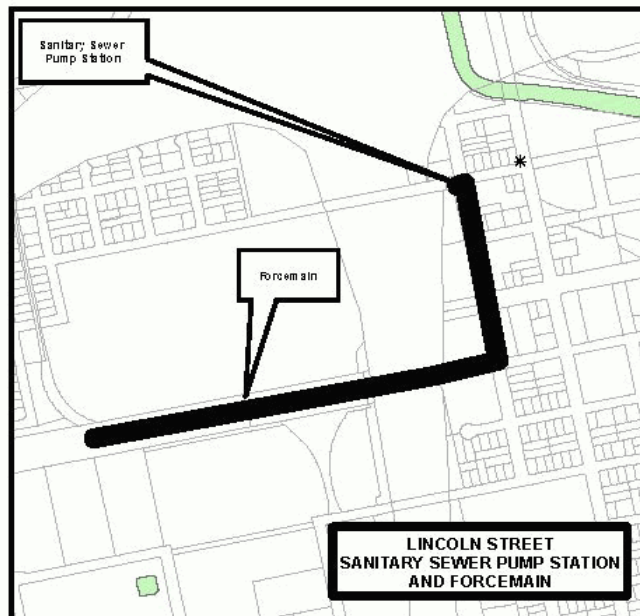 Sanitary Sewer
Pump Station
Forcemain
LINCOLN STREET
SANITARY SEWER PUMP STATION
AND FORCEMAIN